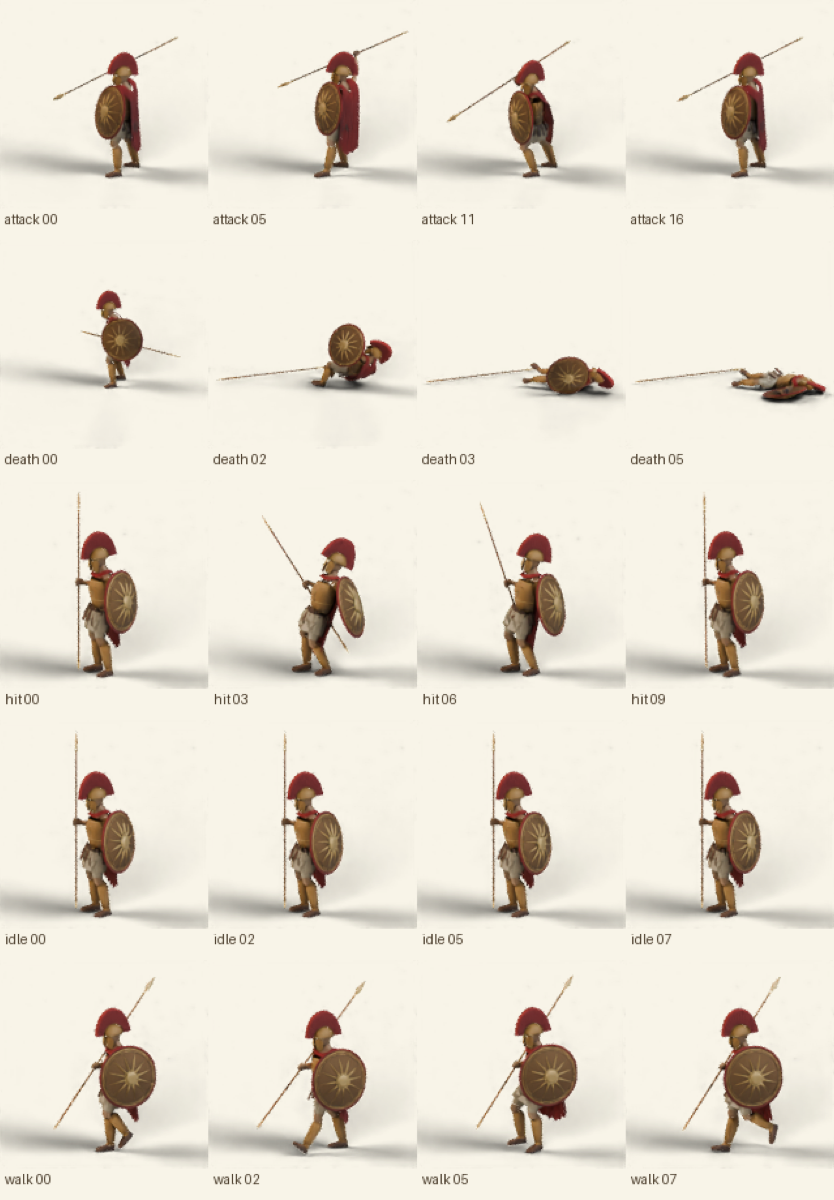 attack 00
attack 05
attack 11
attack 16
death 00
death 02
death 03
death 05
hit 00
hit 03
hit 06
hit 09
idle 00
idle 02
idle 05
idle 07
walk 00
walk 02
walk 05
walk 07